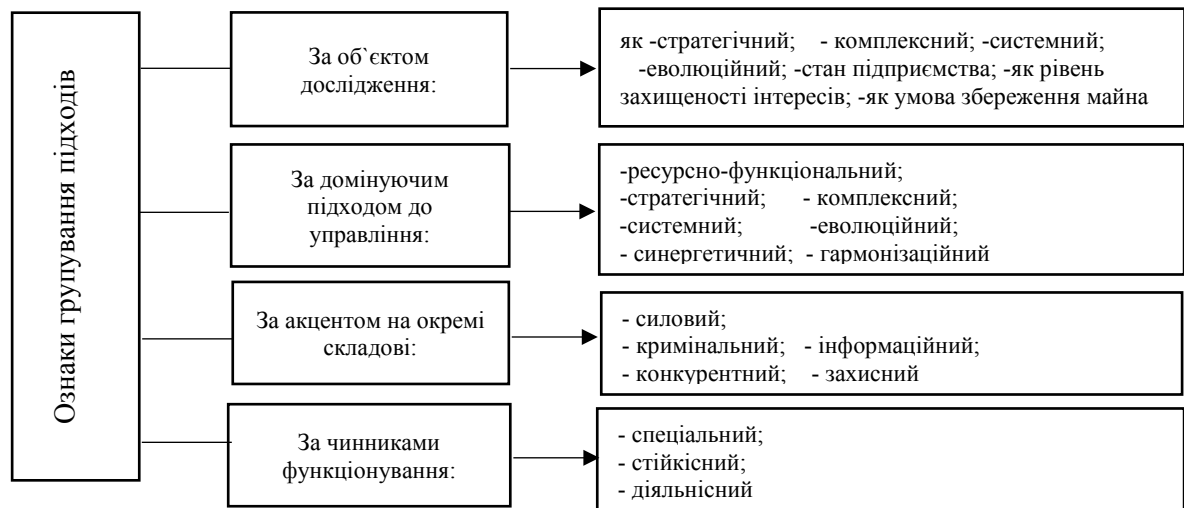 Ознаки групування підходів
За об`єктом
дослідження:
як -стратегічний; - комплексний; -системний;
-еволюційний; -стан підприємства; -як рівень
захищеності інтересів; -як умова збереження майна
За домінуючим
підходом до
управління:
-ресурсно-функціональний;
-стратегічний; - комплексний;
-системний; -еволюційний;
- синергетичний; - гармонізаційний
За акцентом на окремі
складові:
- силовий;
- кримінальний; - інформаційний;
- конкурентний; - захисний
За чинниками
функціонування:
- спеціальний;
- стійкісний;
- діяльнісний